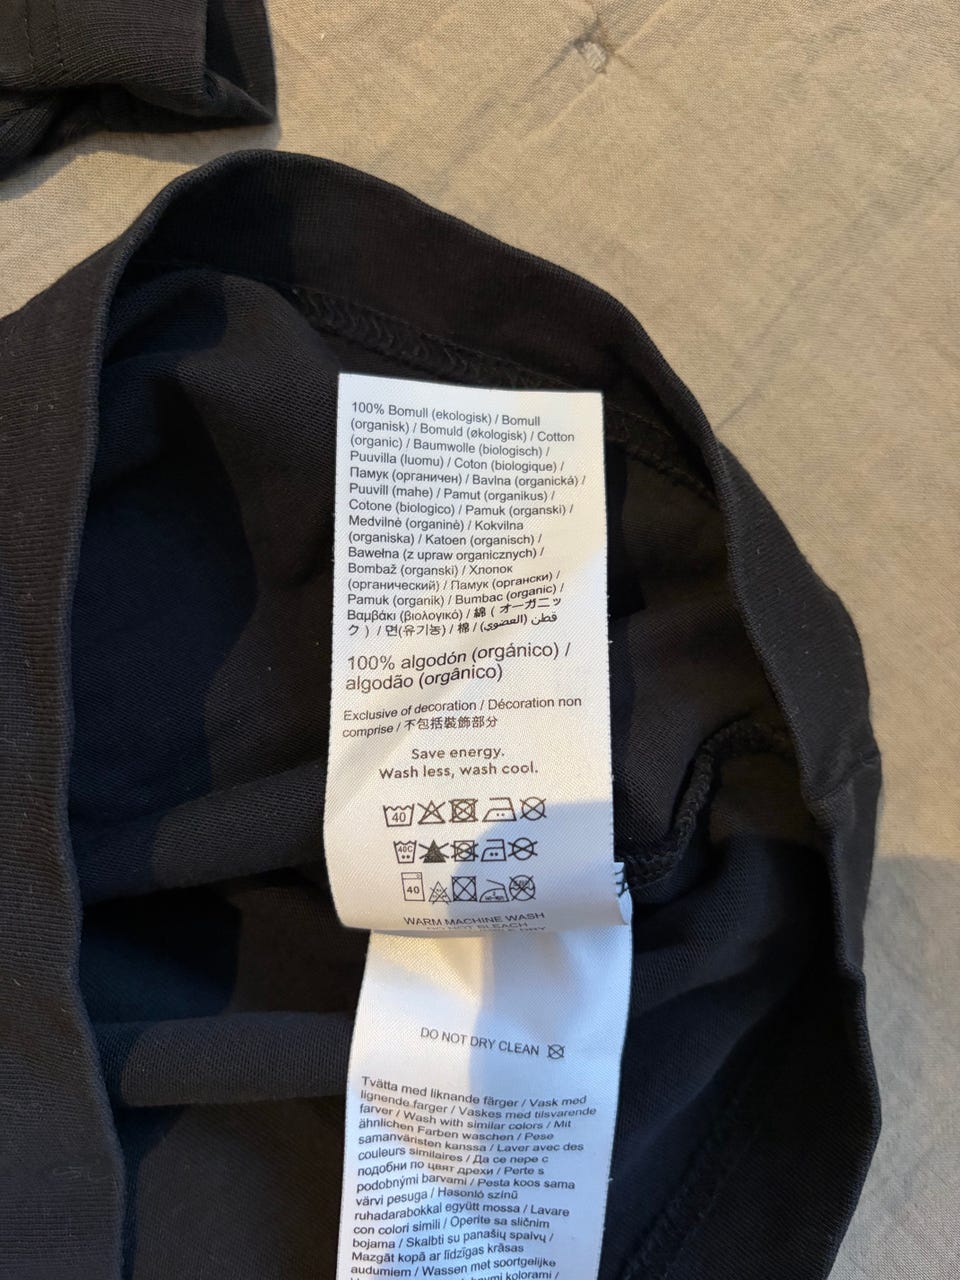 100% Bomull (ekologisk) / Bomull
(organisk) / Bomuld (økologisk) / Cotton
(organic) / Baumwolle (biologisch) /
Puuvilla (luomu) / Coton (biologique) /
Памук (органичен) / Bavlna (organická) /
Puuvill (mahe) / Pamut (organikus) /
Cotone (biologico) / Pamuk (organski) /
Medvilnė (organinė) / Kokvilna
(organiska) / Katoen (organisch) /
Bawełna (z upraw organicznych) /
Bombaž (organski) / Хлопок
(органический) / Памук (органски) /
Pamuk (organik) / Bumbac (organic) /
Βαμβάκι (βιολογικό) / 綿 ( オーガニッ
ク ) / 면(유기농) / 棉 / قطن (العضوي)
100% algodón (orgánico) /
algodão (orgânico)
Exclusive of decoration / Décoration non
comprise / 不包括裝飾部分
Save energy.
Wash less, wash cool.
40
40C
40
WARM MACHINE WASH
DO NOT BLEACH
DO NOT DRY CLEAN
Tvätta med liknande färger / Vask med
lignende farger / Vaskes med tilsvarende
farver / Wash with similar colors / Mit
ähnlichen Farben waschen / Pese
samanväristen kanssa / Laver avec des
couleurs similaires / Да се пере с
подобни по цвят дрехи / Perte s
podobnými barvami / Pesta koos sama
värvi pesuga / Hasonló színű
ruhadarabokkal együtt mossa / Lavare
con colori simili / Operite sa sličnim
bojama / Skalbti su panašių spalvų /
Mazgāt kopā ar līdzīgas krāsas
audumiem / Wassen met soortgelijke
kolorami /